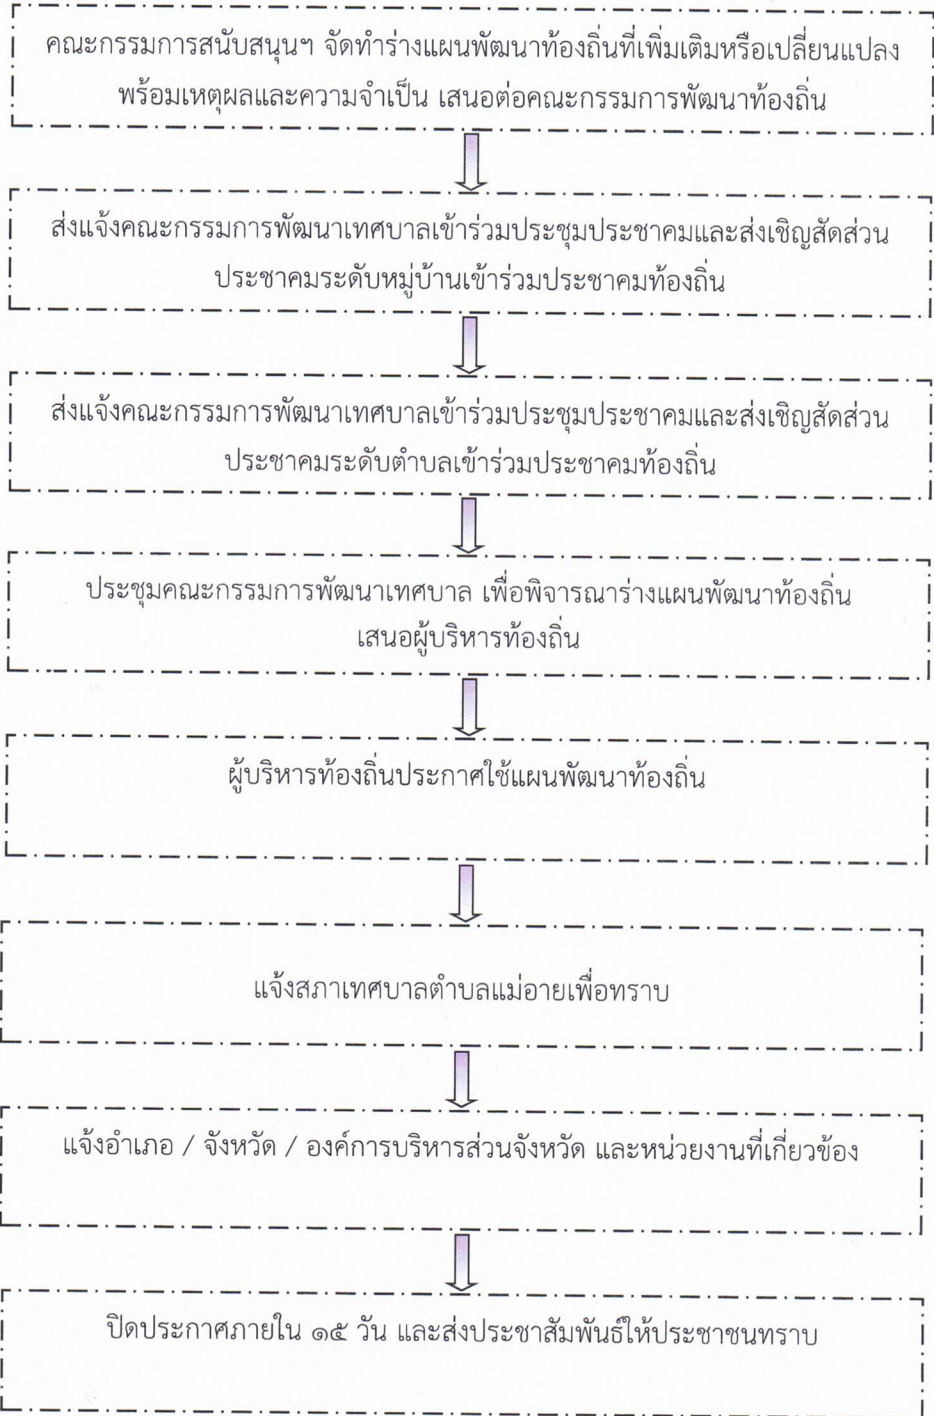 คณะกรรมการสนับสนุนฯ จัดทำร่างแผนพัฒนาท้องถิ่นที่เพิ่มเติมหรือเปลี่ยนแปลง
พร้อมเหตุผลและความจำเป็น เสนอต่อคณะกรรมการพัฒนาท้องถิ่น
ส่งแจ้งคณะกรรมการพัฒนาเทศบาลเข้าร่วมประชุมประชาคมและส่งเชิญสัดส่วน
ประชาคมระดับหมู่บ้านเข้าร่วมประชาคมท้องถิ่น
ส่งแจ้งคณะกรรมการพัฒนาเทศบาลเข้าร่วมประชุมประชาคมและส่งเชิญสัดส่วน
ประชาคมระดับตำบลเข้าร่วมประชาคมท้องถิ่น
ประชุมคณะกรรมการพัฒนาเทศบาล เพื่อพิจารณาร่างแผนพัฒนาท้องถิ่น
เสนอผู้บริหารท้องถิ่น
ผู้บริหารท้องถิ่นประกาศใช้แผนพัฒนาท้องถิ่น
แจ้งสภาเทศบาลตำบลแม่อายเพื่อทราบ
แจ้งอำเภอ / จังหวัด / องค์การบริหารส่วนจังหวัด และหน่วยงานที่เกี่ยวข้อง
ปิดประกาศภายใน ๑๕ วัน และส่งประชาสัมพันธ์ให้ประชาชนทราบ